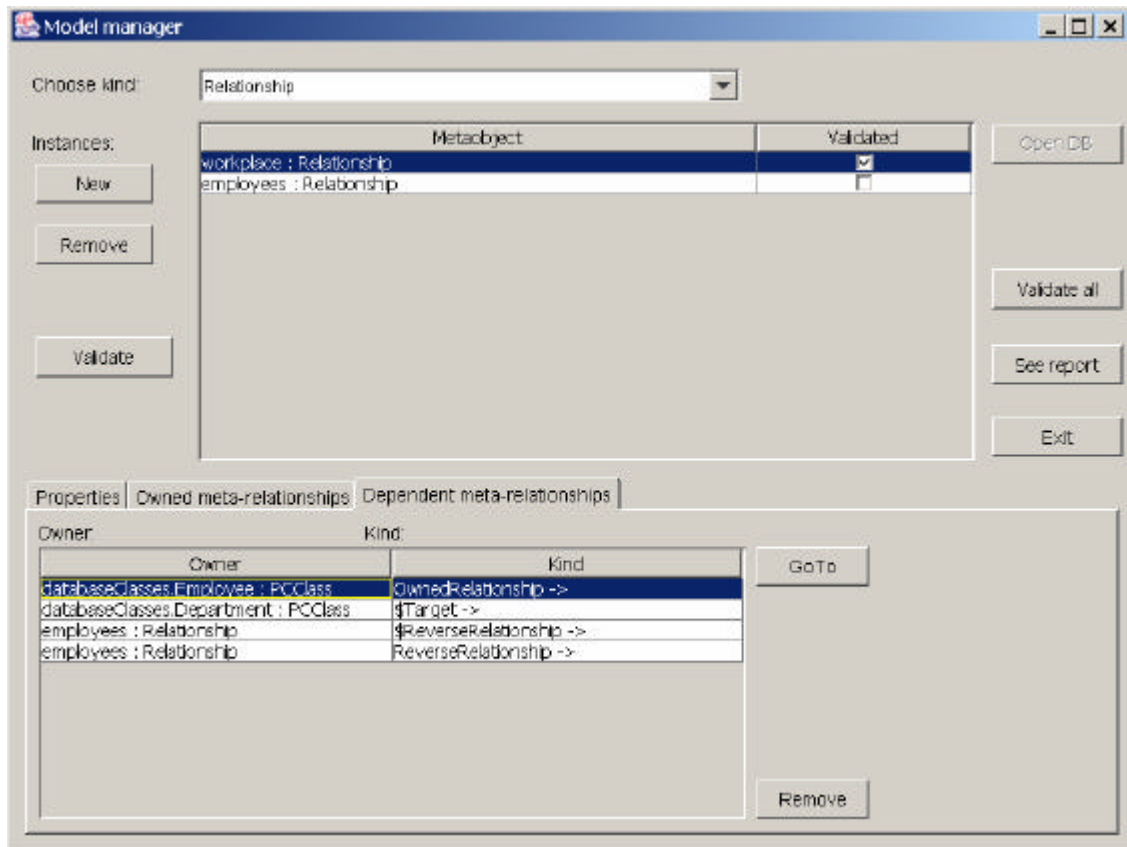 Model manager
Choose kind:
Relationship
Instances:
Metaobject
Validated
Open DB
workplace : Relationship
employees : Relationship
New
Remove
Validate all
Validate
See report
Exit
Properties
Owned meta-relationships
Dependent meta-relationships
Owner:
Kind:
Owner
Kind
GoTo
databaseClasses.Employee : PCClass
OwnedRelationship ->
databaseClasses.Department : PCClass
$Target ->
employees : Relationship
$ReverseRelationship ->
employees : Relationship
ReverseRelationship ->
Remove